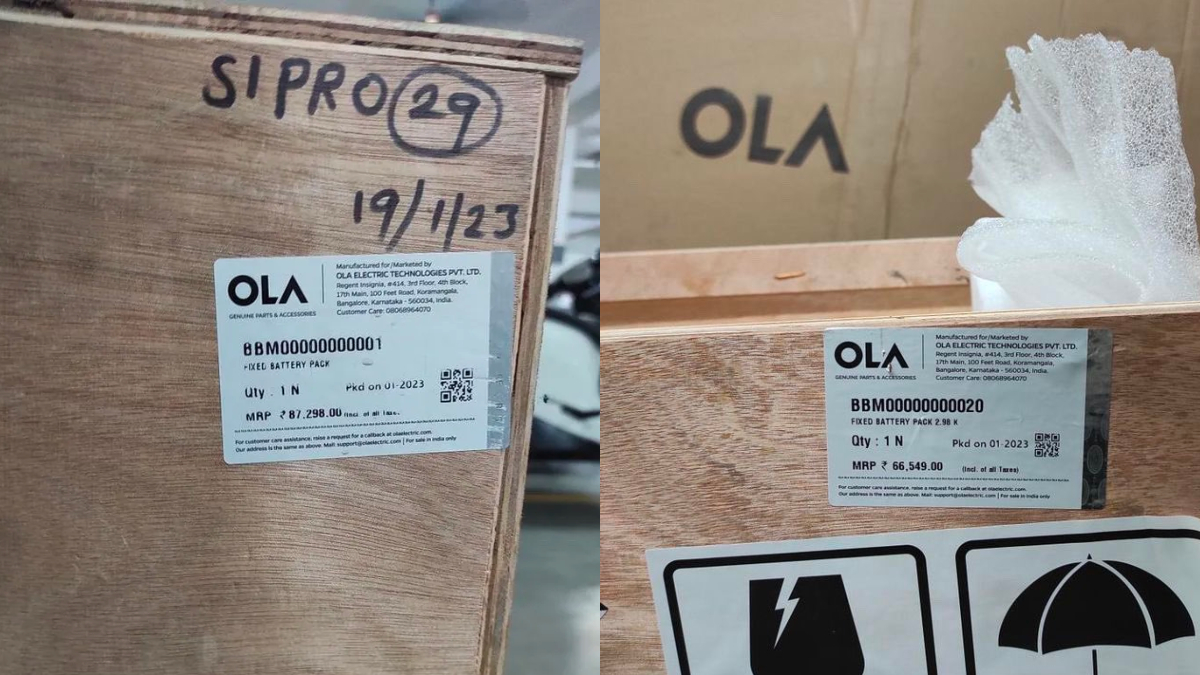 S1 PRO 29
19/1/23
OLA
GENUINE PARTS & ACCESSORIES
Manufactured for/Marketed by
OLA ELECTRIC TECHNOLOGIES PVT. LTD.
Regent Insignia, #414, 3rd Floor, 4th Block,
17th Main, 100 Feet Road, Koramangala,
Bangalore, Karnataka - 560034, India.
Customer Care: 08068964070
BBM0000000001
FIXED BATTERY PACK
Qty : 1 N Pkd on 01-2023
MRP ₹ 87,298.00 (Incl. of all Taxes)
For customer care assistance, raise a request for a callback at olaelectric.com.
Our address is the same as above. Mail: support@olaelectric.com | For sale in India only
OLA
OLA
GENUINE PARTS & ACCESSORIES
Manufactured for/Marketed by
OLA ELECTRIC TECHNOLOGIES PVT. LTD.
Regent Insignia, #414, 3rd Floor, 4th Block,
17th Main, 100 Feet Road, Koramangala,
Bangalore, Karnataka - 560034, India.
Customer Care: 08068964070
BBM00000000020
FIXED BATTERY PACK 2.98 K
Qty : 1 N Pkd on 01-2023
MRP ₹ 66,549.00 (Incl. of all Taxes)
For customer care assistance, raise a request for a callback at olaelectric.com.
Our address is the same as above. Mail: support@olaelectric.com | For sale in India only